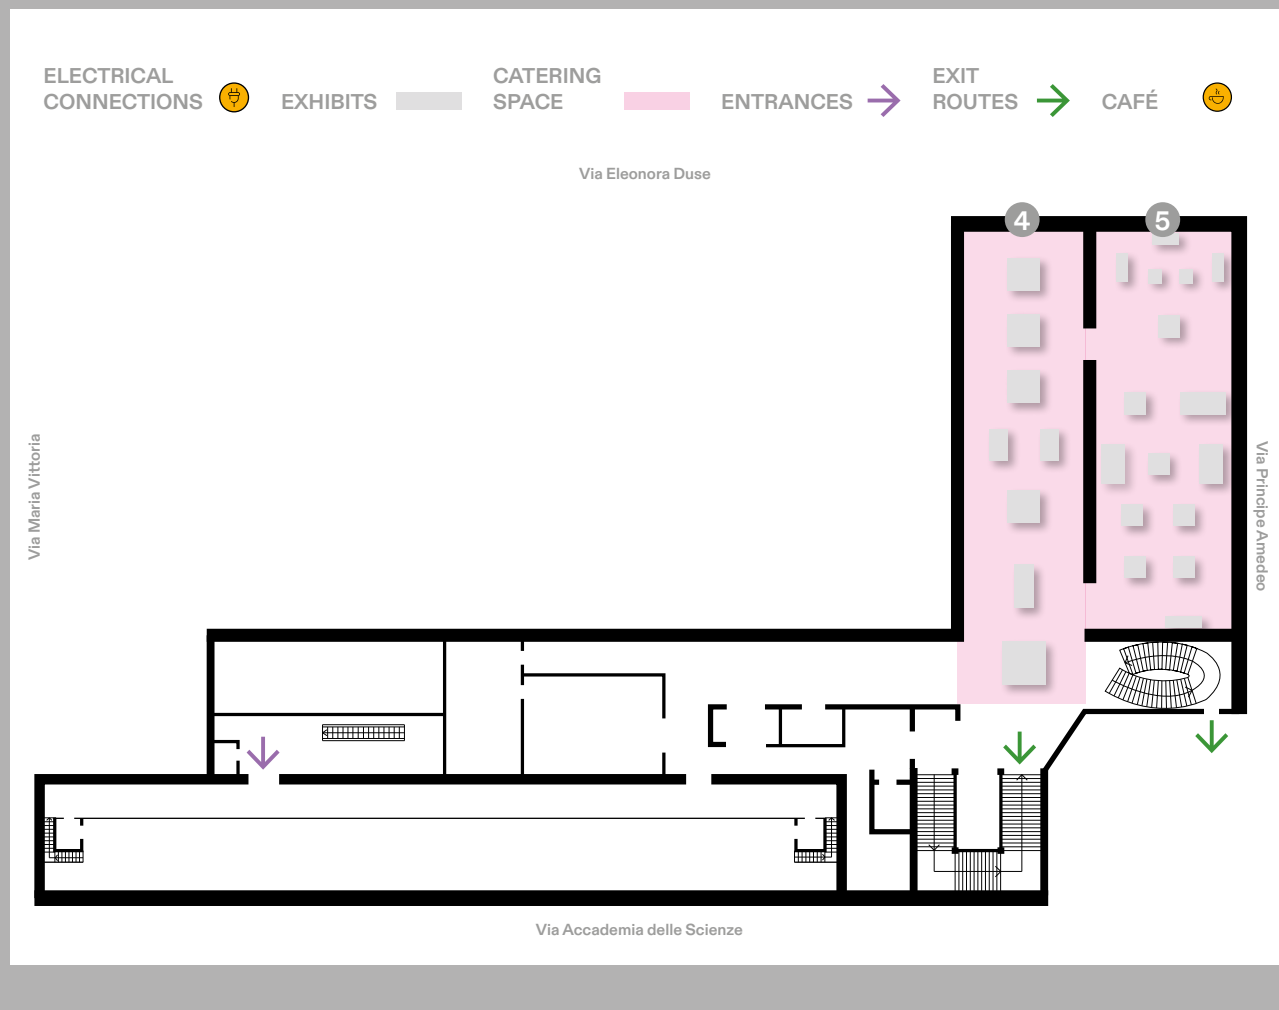 ELECTRICAL
CONNECTIONS
EXHIBITS
CATERING
SPACE
ENTRANCES
EXIT
ROUTES
CAFÉ
Via Eleonora Duse
4
5
Via Maria Vittoria
Via Principe Amedeo
Via Accademia delle Scienze